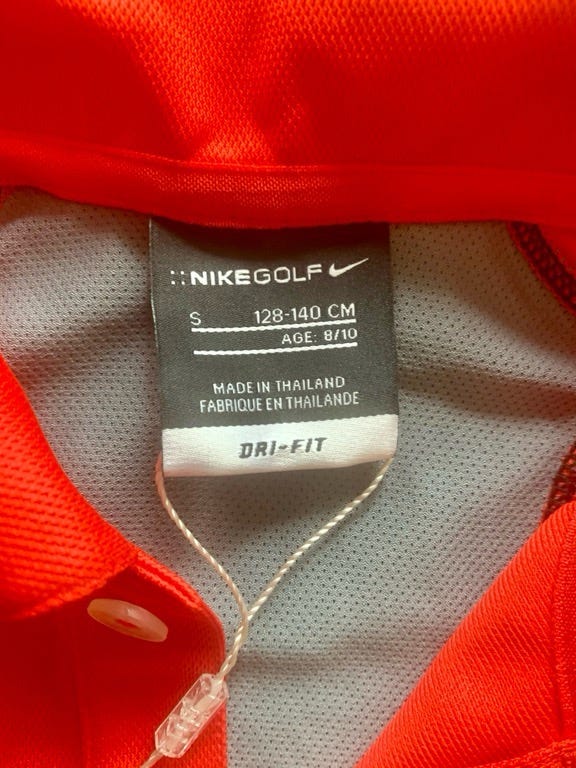 NIKEGOLF
S 128-140 CM
AGE: 8/10
MADE IN THAILAND
FABRIQUE EN THAILANDE
DRI-FIT